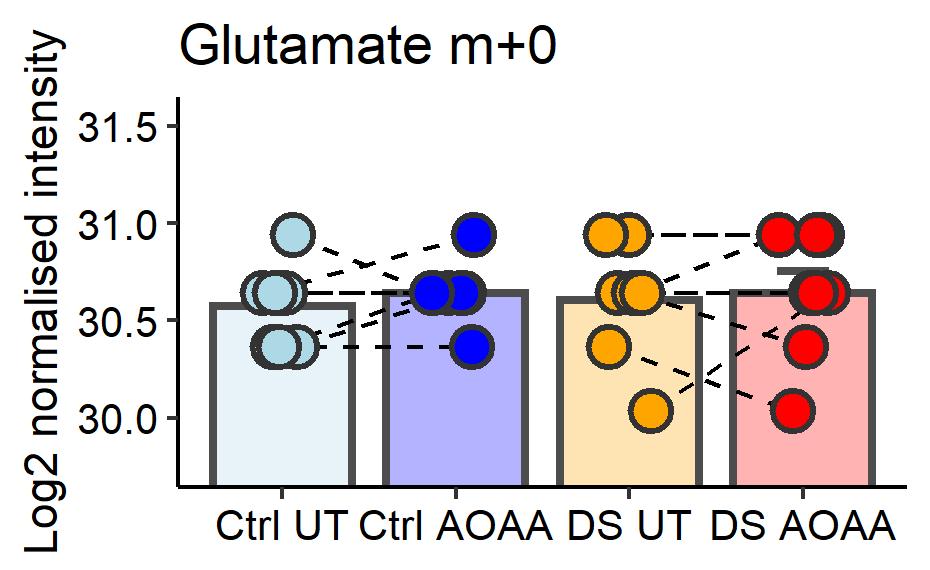 Glutamate m+0
Log2 normalised intensity
31.5
31.0
30.5
30.0
Ctrl UT Ctrl AOAA DS UT DS AOAA